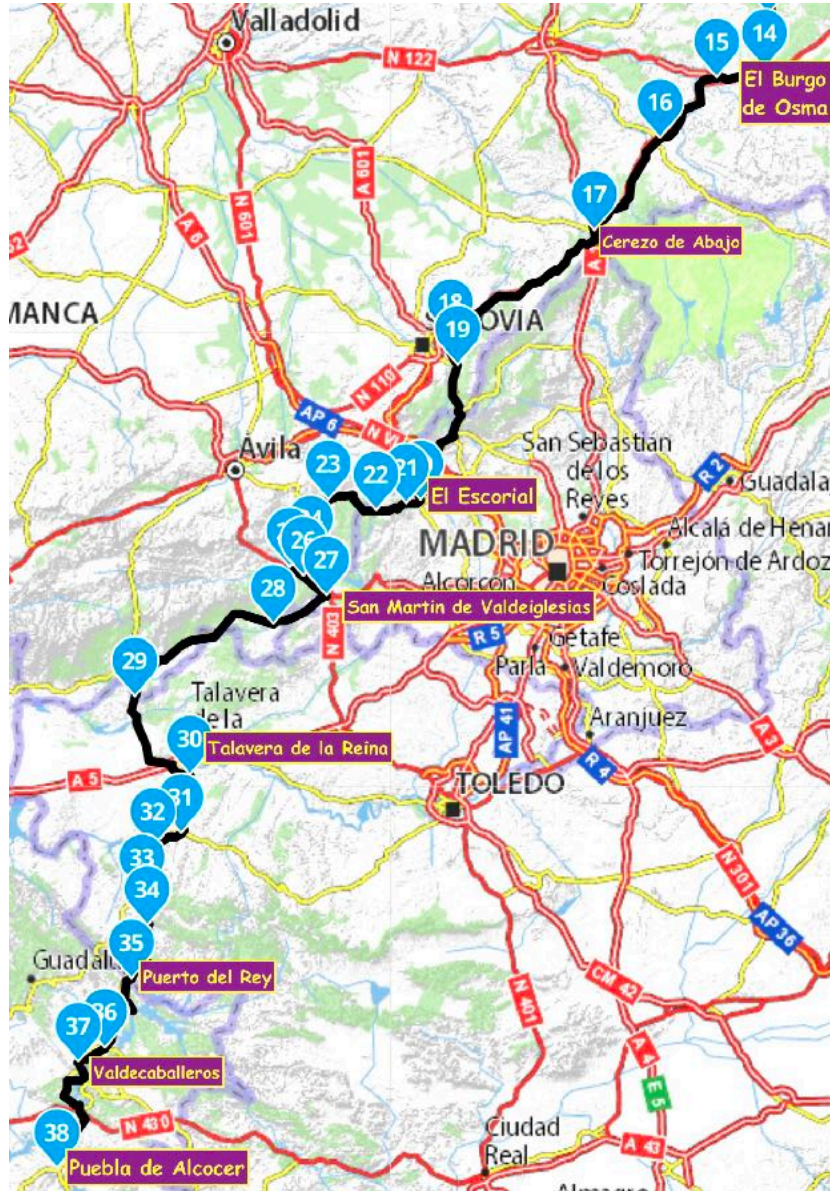 Valladolid
14
15
N 122
El Burgo
de Osma
16
A 601
N 601
A 6
17
Cerezo de Abajo
A
MANCA
18
OVIA
19
N 110
AP 6
N VI
Ávila
San Sebastián
de los
Reyes
R 2
Guadala
23
22
21
El Escorial
MADRID
Alcalá de Henar
Torrejón de Ardoz
Coslada
Alcorcón
26
27
28
San Martin de Valdeiglesias
N 403
R 5
Getafe
Parla
Valdemoro
29
Talavera
de la
Aranjuez
AP 41
A 3
R 4
30
Talavera de la Reina
A 5
TOLEDO
31
32
33
34
N 301
AP 36
35
Guadalu
Puerto del Rey
CM 42
N 401
36
37
Valdecaballeros
A 4
E 5
N 430
38
Ciudad
Real
A 43
Puebla de Alcocer
Almagro